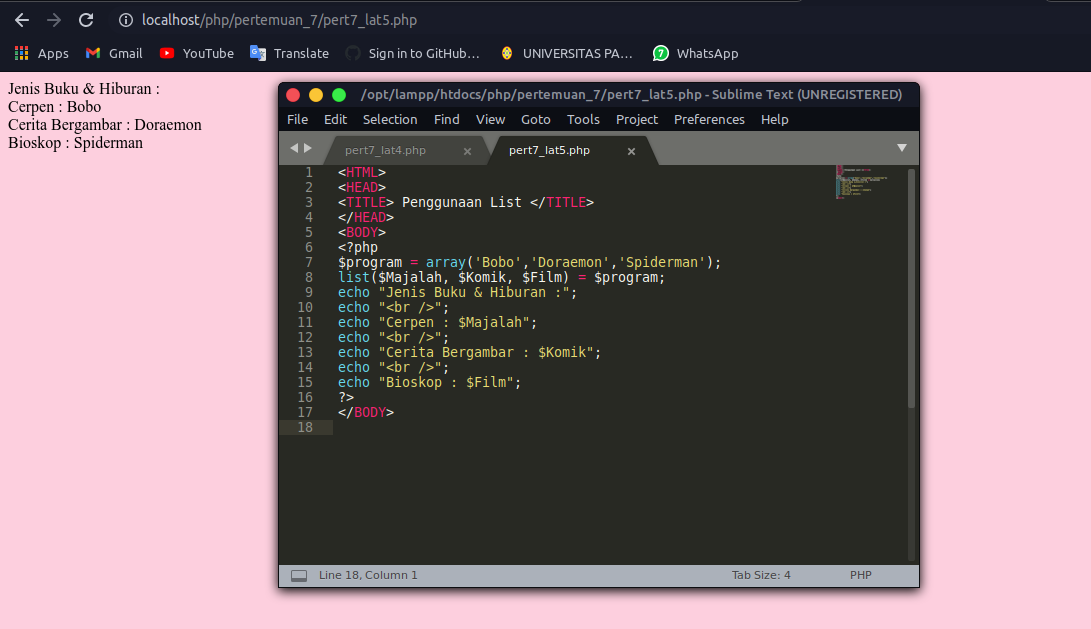 localhost/php/pertemuan_7/pert7_lat5.php
Apps Gmail YouTube Translate Sign in to GitHub... UNIVERSITAS PA... 7 WhatsApp
Jenis Buku & Hiburan :
Cerpen : Bobo
Cerita Bergambar : Doraemon
Bioskop : Spiderman
/opt/lampp/htdocs/php/pertemuan_7/pert7_lat5.php - Sublime Text (UNREGISTERED)
File Edit Selection Find View Goto Tools Project Preferences Help
pert7_lat4.php × pert7_lat5.php ×
1 <HTML>
2 <HEAD>
3 <TITLE> Penggunaan List </TITLE>
4 </HEAD>
5 <BODY>
6 <?php
7 $program = array('Bobo','Doraemon','Spiderman');
8 list($Majalah, $Komik, $Film) = $program;
9 echo "Jenis Buku & Hiburan :";
10 echo "<br />";
11 echo "Cerpen : $Majalah";
12 echo "<br />";
13 echo "Cerita Bergambar : $Komik";
14 echo "<br />";
15 echo "Bioskop : $Film";
16 ?>
17 </BODY>
18
Line 18, Column 1 Tab Size: 4 PHP